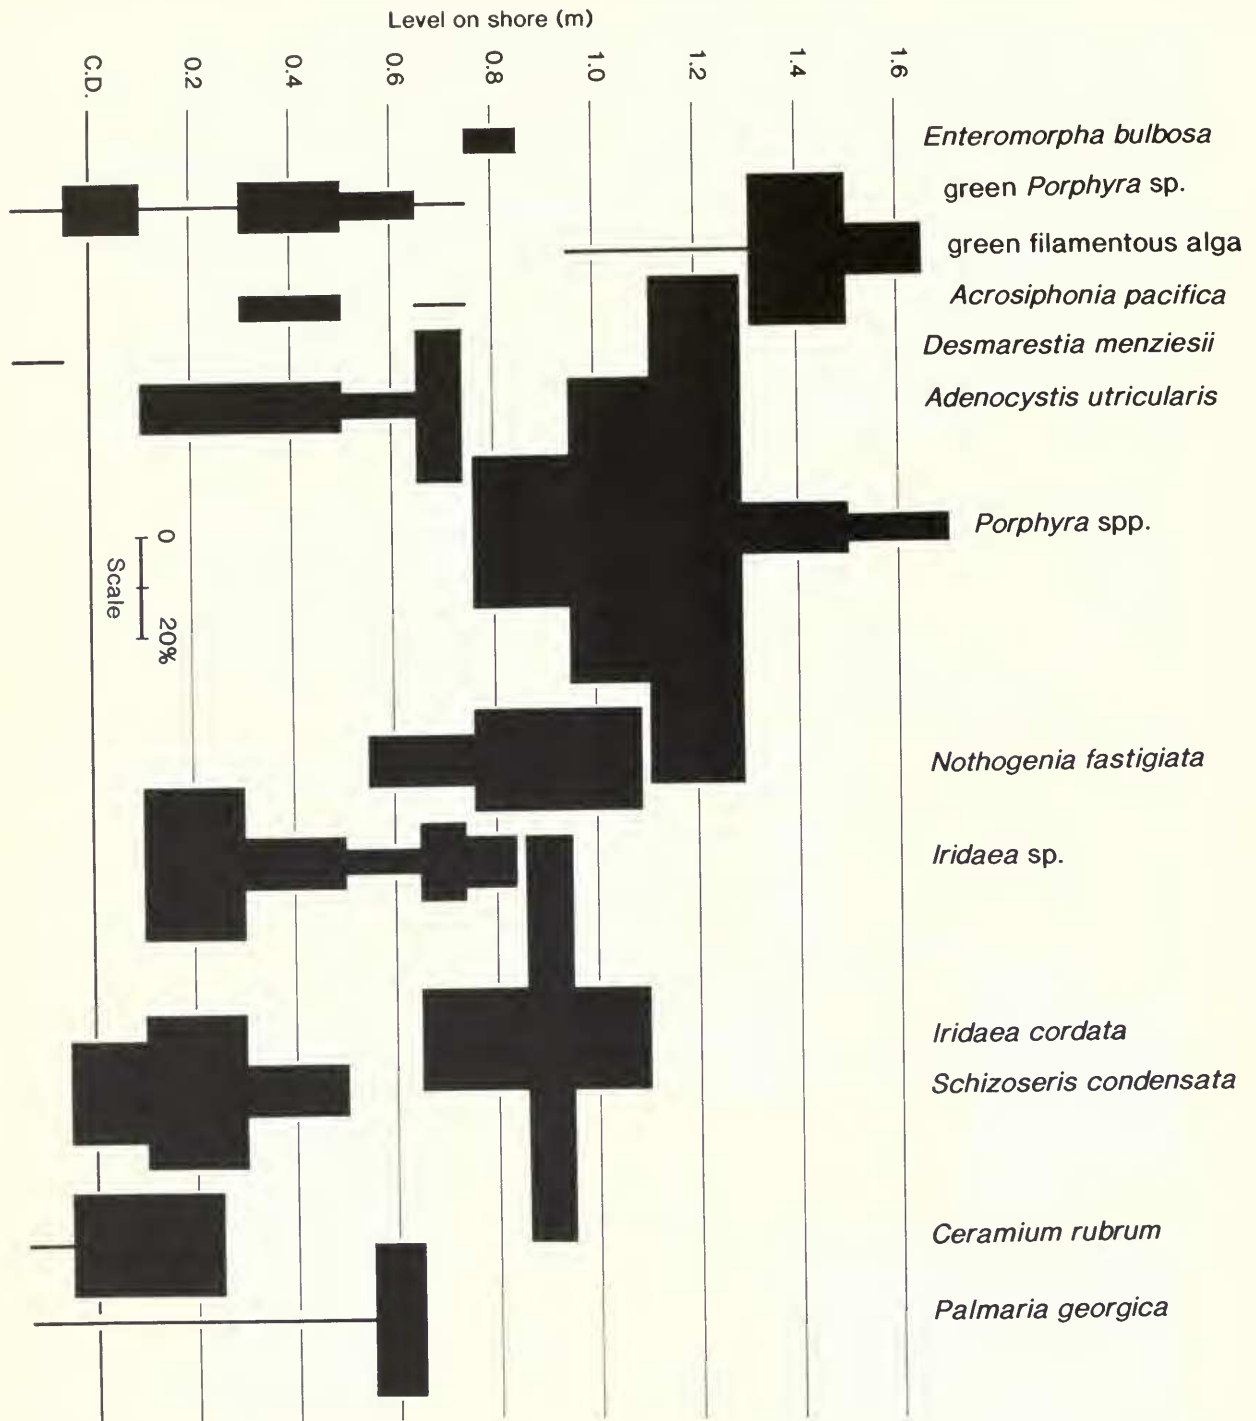 Level on shore (m)
C.D.
0.2
0.4
0.6
0.8
1.0
1.2
1.4
1.6
Enteromorpha bulbosa
green Porphyra sp.
green filamentous alga
Acrosiphonia pacifica
Desmarestia menziesii
Adenocystis utricularis
Porphyra spp.
0
20%
Scale
Nothogenia fastigiata
Iridaea sp.
Iridaea cordata
Schizoseris condensata
Ceramium rubrum
Palmaria georgica